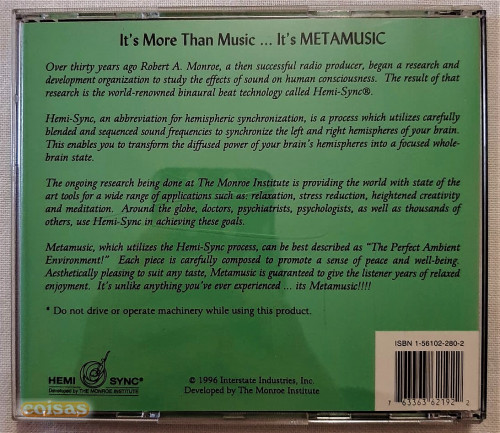 It's More Than Music ... It's METAMUSIC
Over thirty years ago Robert A. Monroe, a then successful radio producer, began a research and
development organization to study the effects of sound on human consciousness. The result of that
research is the world-renowned binaural beat technology called Hemi-Sync®.
Hemi-Sync, an abbreviation for hemispheric synchronization, is a process which utilizes carefully
blended and sequenced sound frequencies to synchronize the left and right hemispheres of your brain.
This enables you to transform the diffused power of your brain's hemispheres into a focused whole-
brain state.
The ongoing research being done at The Monroe Institute is providing the world with state of the
art tools for a wide range of applications such as: relaxation, stress reduction, heightened creativity
and meditation. Around the globe, doctors, psychiatrists, psychologists, as well as thousands of
others, use Hemi-Sync in achieving these goals.
Metamusic, which utilizes the Hemi-Sync process, can be best described as "The Perfect Ambient
Environment!" Each piece is carefully composed to promote a sense of peace and well-being.
Aesthetically pleasing to suit any taste, Metamusic is guaranteed to give the listener years of relaxed
enjoyment. It's unlike anything you've ever experienced ... its Metamusic!!!!
* Do not drive or operate machinery while using this product.
ISBN 1-56102-280-2
7 63363 62192 2
HEMI SYNC®
Developed by THE MONROE INSTITUTE
© 1996 Interstate Industries, Inc.
Developed by The Monroe Institute
eqisas